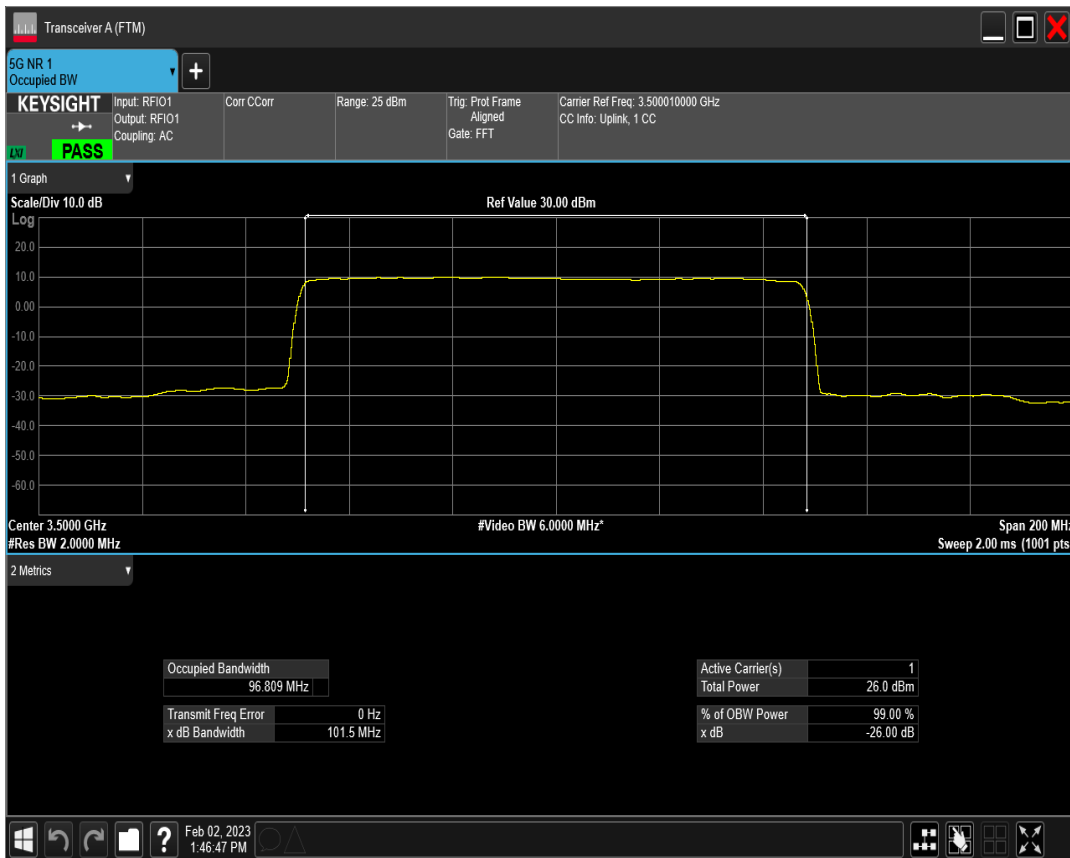 Transceiver A (FTM)
5G NR 1
Occupied BW
+
KEYSIGHT
LXI
PASS
Input: RFIO1
Output: RFIO1
Coupling: AC
Corr CCorr
Range: 25 dBm
Trig: Prot Frame
Aligned
Gate: FFT
Carrier Ref Freq: 3.500010000 GHz
CC Info: Uplink, 1 CC
1 Graph
Scale/Div 10.0 dB
Ref Value 30.00 dBm
Log
20.0
10.0
0.00
-10.0
-20.0
-30.0
-40.0
-50.0
-60.0
Center 3.5000 GHz
#Video BW 6.0000 MHz*
Span 200 MHz
#Res BW 2.0000 MHz
Sweep 2.00 ms (1001 pts
2 Metrics
Occupied Bandwidth
96.809 MHz
Transmit Freq Error 0 Hz
x dB Bandwidth 101.5 MHz
Active Carrier(s) 1
Total Power 26.0 dBm
% of OBW Power 99.00 %
x dB -26.00 dB
?
Feb 02, 2023
1:46:47 PM